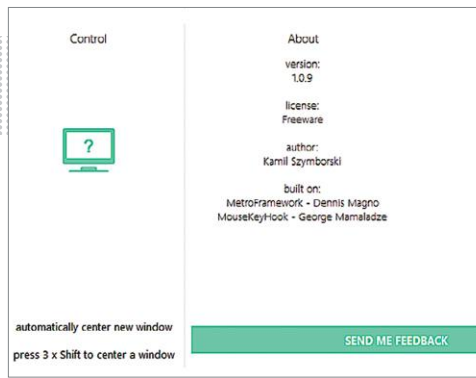 Control
?
automatically center new window
press 3 x Shift to center a window
About
version:
1.0.9
license:
Freeware
author:
Kamil Szymborski
built on:
MetroFramework - Dennis Magno
MouseKeyHook - George Mamaladze
SEND ME FEEDBACK